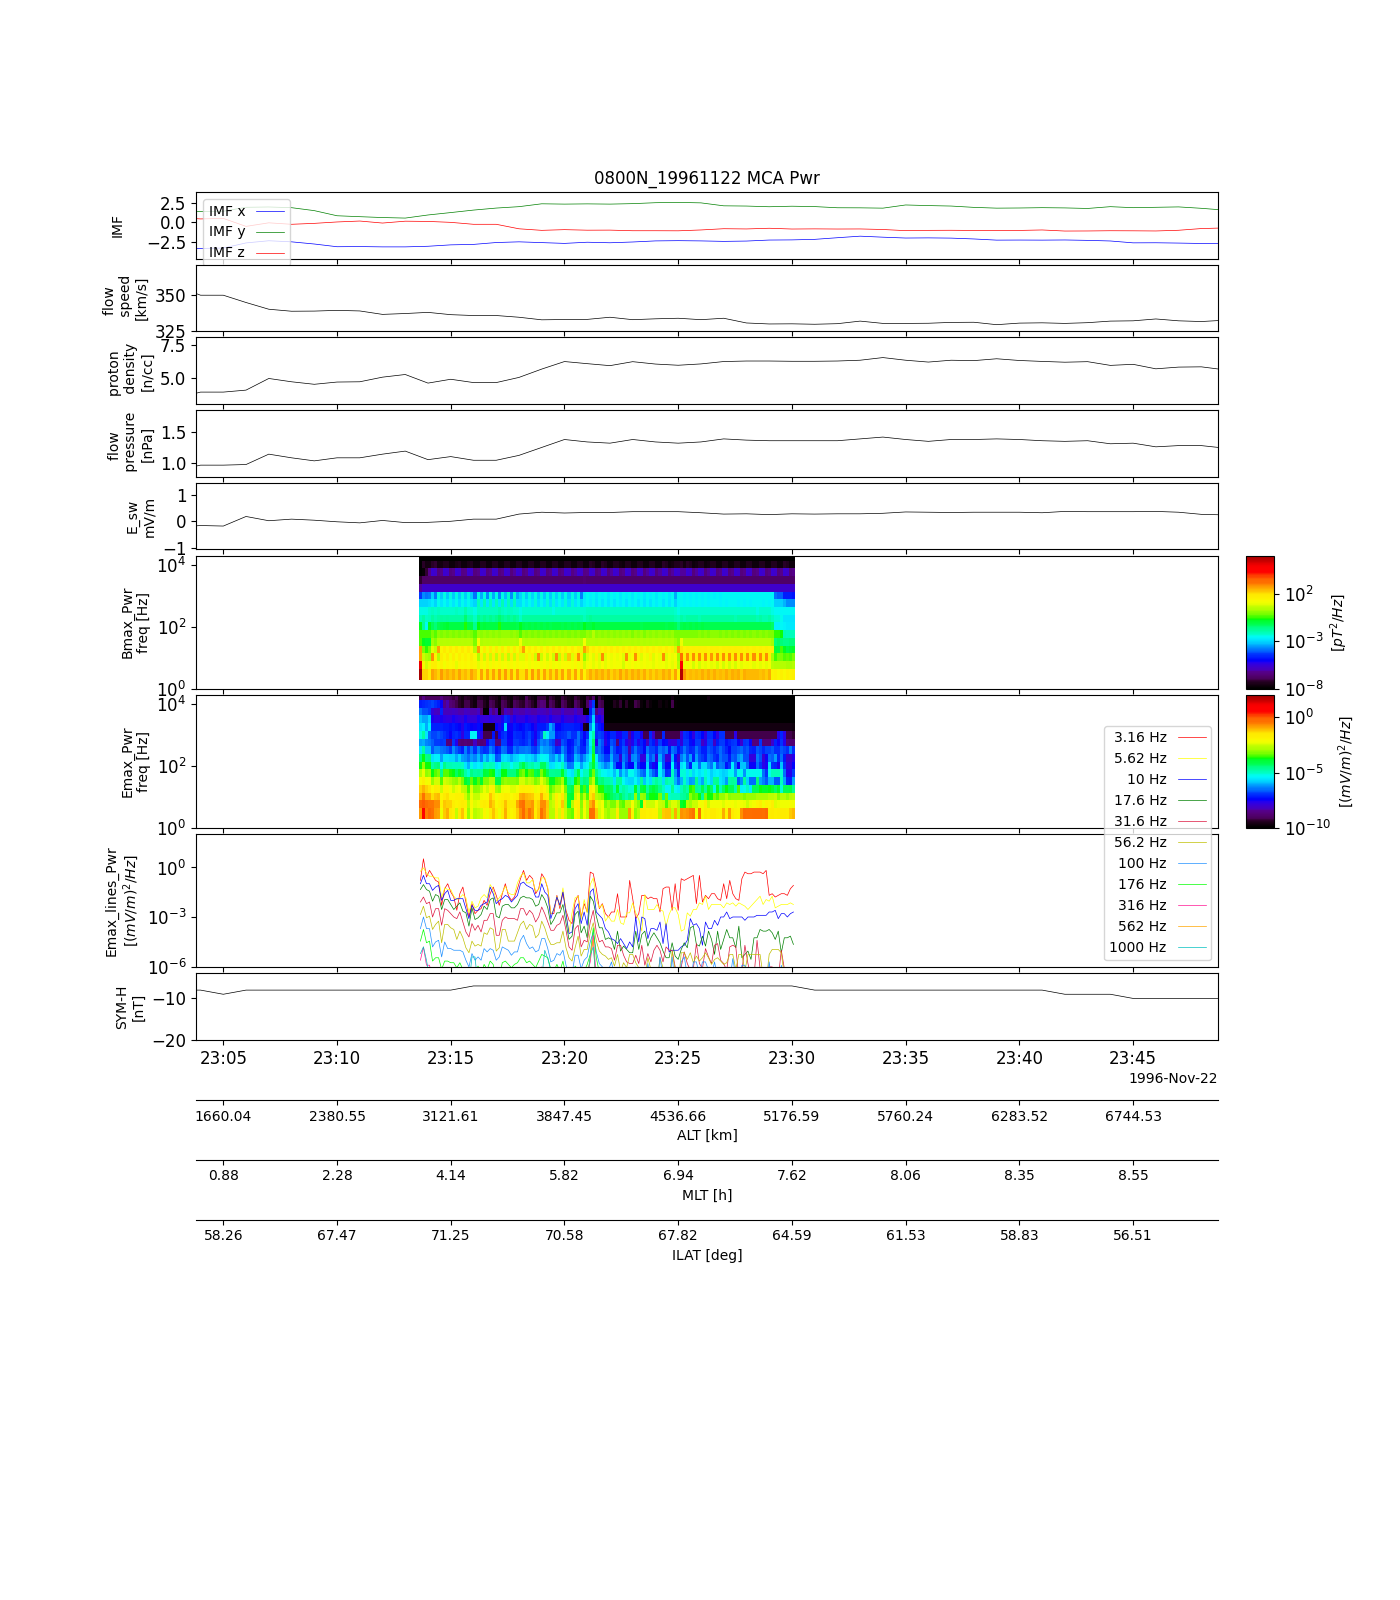 0800N_19961122 MCA Pwr
IMF
2.5
0.0
−2.5
IMF x
IMF y
IMF z
flow
speed
[km/s]
350
325
proton
density
[n/cc]
7.5
5.0
flow
pressure
[nPa]
1.5
1.0
E_sw
mV/m
1
0
−1
Bmax_Pwr
freq [Hz]
10^4
10^2
10^0
10^2
10^−3
10^−8
[pT^2/Hz]
Emax_Pwr
freq [Hz]
10^4
10^2
10^0
10^0
10^−5
10^−10
[(mV/m)^2/Hz]
3.16 Hz
5.62 Hz
10 Hz
17.6 Hz
31.6 Hz
56.2 Hz
100 Hz
176 Hz
316 Hz
562 Hz
1000 Hz
Emax_lines_Pwr
[(mV/m)^2/Hz]
10^0
10^−3
10^−6
SYM-H
[nT]
−10
−20
23:05 23:10 23:15 23:20 23:25 23:30 23:35 23:40 23:45
1996-Nov-22
1660.04 2380.55 3121.61 3847.45 4536.66 5176.59 5760.24 6283.52 6744.53
ALT [km]
0.88 2.28 4.14 5.82 6.94 7.62 8.06 8.35 8.55
MLT [h]
58.26 67.47 71.25 70.58 67.82 64.59 61.53 58.83 56.51
ILAT [deg]